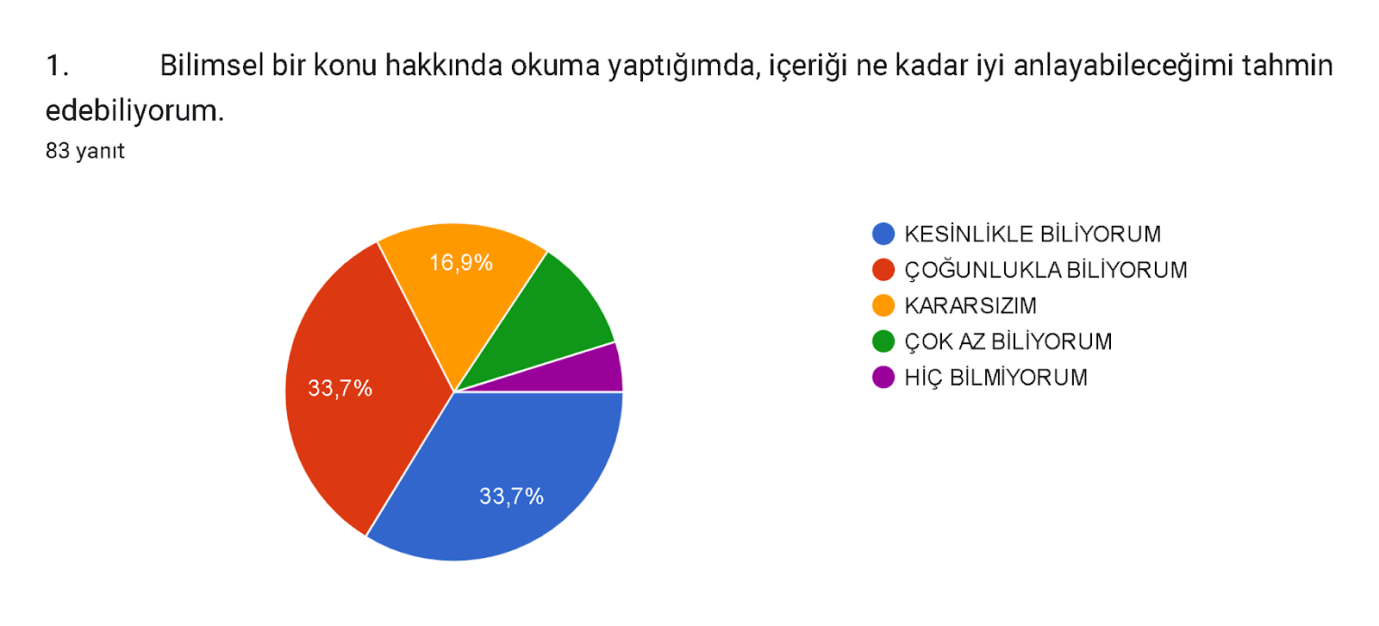 1. Bilimsel bir konu hakkında okuma yaptığımda, içeriği ne kadar iyi anlayabileceğimi tahmin
edebiliyorum.
83 yanıt
KESİNLİKLE BİLİYORUM
ÇOĞUNLUKLA BİLİYORUM
KARARSIZIM
ÇOK AZ BİLİYORUM
HİÇ BİLMİYORUM
16,9%
33,7%
33,7%